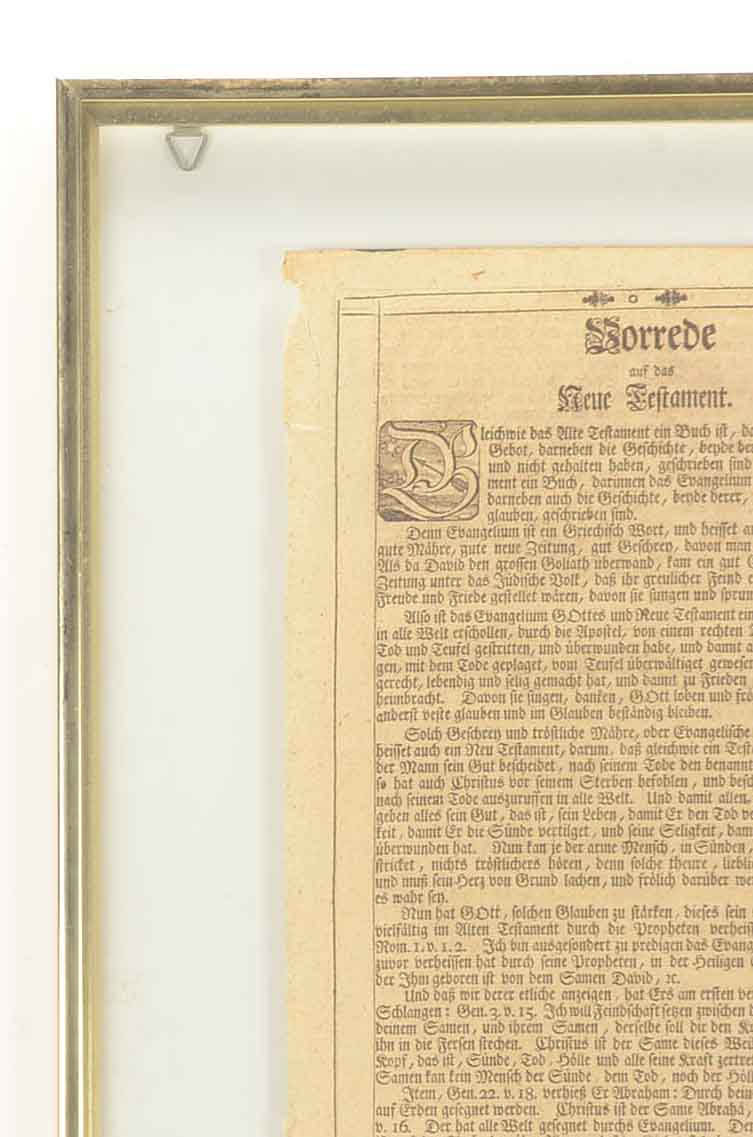 Vorrede
auf das
Neue Testament.
Gleichwie das Alte Testament ein Buch ist, da
Gebot, darneben die Geschichte, beyde de
und nicht gehalten haben, geschrieben sind
ment ein Buch, darinnen das Evangelium
darneben auch die Geschichte, beyde derer,
glauben, geschrieben sind.
Denn Evangelium ist ein Griechisch Wort, und heisset a
gute Mähre, gute neue Zeitung, gut Geschrey, davon man
Als da David den grossen Goliath überwand, kam ein gut
Zeitung unter das Jüdische Volk, daß ihr greulicher Feind e
Freude und Friede gestellet wären, davon sie sungen und sprun
Also ist das Evangelium GOttes und Neue Testament ein
in alle Welt erschollen, durch die Apostel, von einem rechten
Tod und Teufel gestritten, und überwunden habe, und damit a
gen, mit dem Tode geplaget, vom Teufel überwältiget gewesen
gerecht, lebendig und selig gemacht hat, und damit zu Frieden
heimbracht. Davon sie singen, danken, GOtt loben und frö
anderst veste glauben und im Glauben beständig bleiben.
Solch Geschrey und tröstliche Mähre, oder Evangelische
heisset auch ein Neu Testament, darum, daß gleichwie ein Testa
der Mann sein Gut bescheidet, nach seinem Tode den benannt
so hat auch Christus vor seinem Sterben befohlen, und besch
nach seinem Tode auszuruffen in alle Welt. Und damit allen,
geben alles sein Gut, das ist, sein Leben, damit Er den Tod ve
keit, damit Er die Sünde vertilget, und seine Seligkeit, dam
überwunden hat. Nun kan je der arme Mensch, in Sünden,
stricket, nichts tröstlichers hören, denn solche theure, lieblic
und muß sein Herz von Grund lachen, und frölich darüber we
es wahr sey.
Nun hat GOtt, solchen Glauben zu stärken, dieses sein
vielfältig im Alten Testament durch die Propheten verheiss
Rom. 1. v. 1. 2. Ich bin ausgesondert zu predigen das Evang
zuvor verheissen hat durch seine Propheten, in der Heiligen
der Ihm geboren ist von dem Samen David, ꝛc.
Und daß wir derer etliche anzeigen, hat Ers am ersten ve
Schlangen: Gen. 3. v. 15. Ich will Feindschaft setzen zwischen d
deinem Samen, und ihrem Samen, derselbe soll dir den K
ihn in die Fersen stechen. Christus ist der Same dieses Wei
Kopf, das ist, Sünde, Tod, Hölle und alle seine Kraft zertre
Samen kan kein Mensch der Sünde, dem Tod, noch der Höll
Item, Gen. 22. v. 18. verhieß Er Abraham: Durch dein
auf Erden gesegnet werden. Christus ist der Same Abrahä,
v. 16. Der hat alle Welt gesegnet durchs Evangelium. De